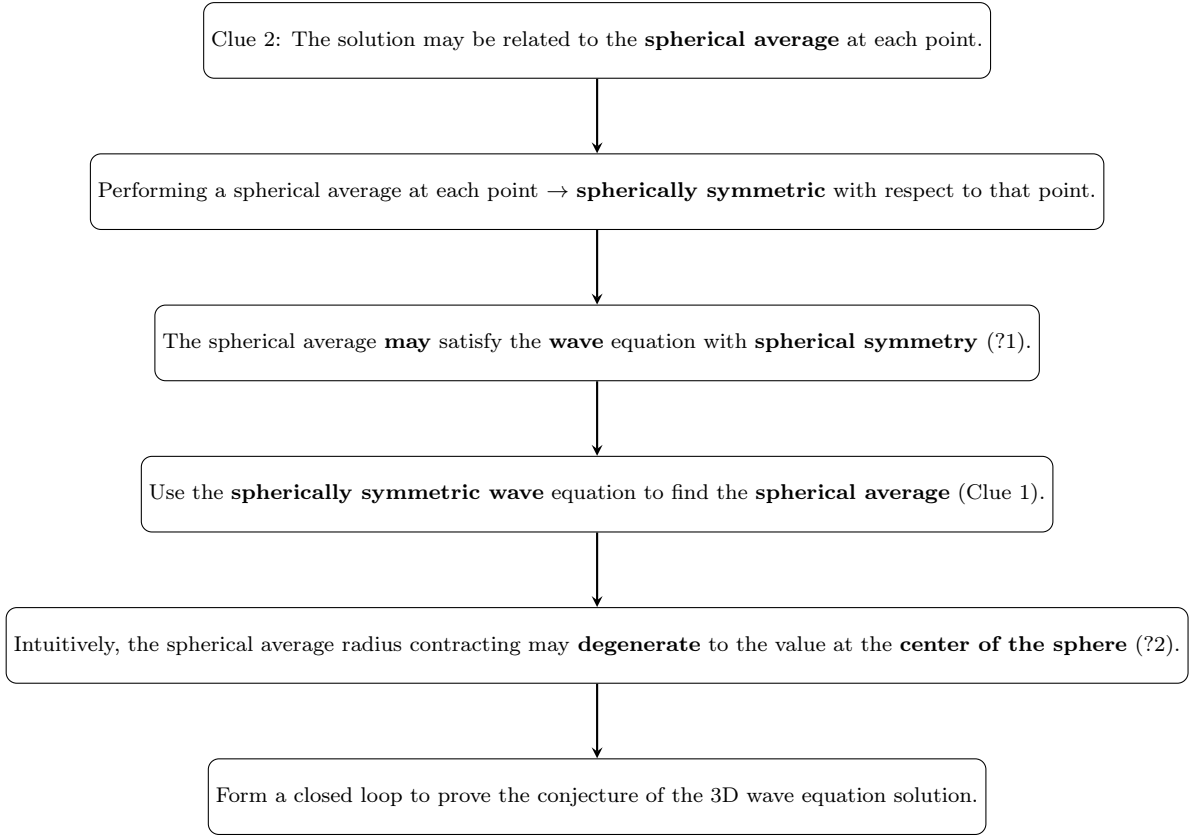 Clue 2: The solution may be related to the spherical average at each point.
Performing a spherical average at each point → spherically symmetric with respect to that point.
The spherical average may satisfy the wave equation with spherical symmetry (?1).
Use the spherically symmetric wave equation to find the spherical average (Clue 1).
Intuitively, the spherical average radius contracting may degenerate to the value at the center of the sphere (?2).
Form a closed loop to prove the conjecture of the 3D wave equation solution.